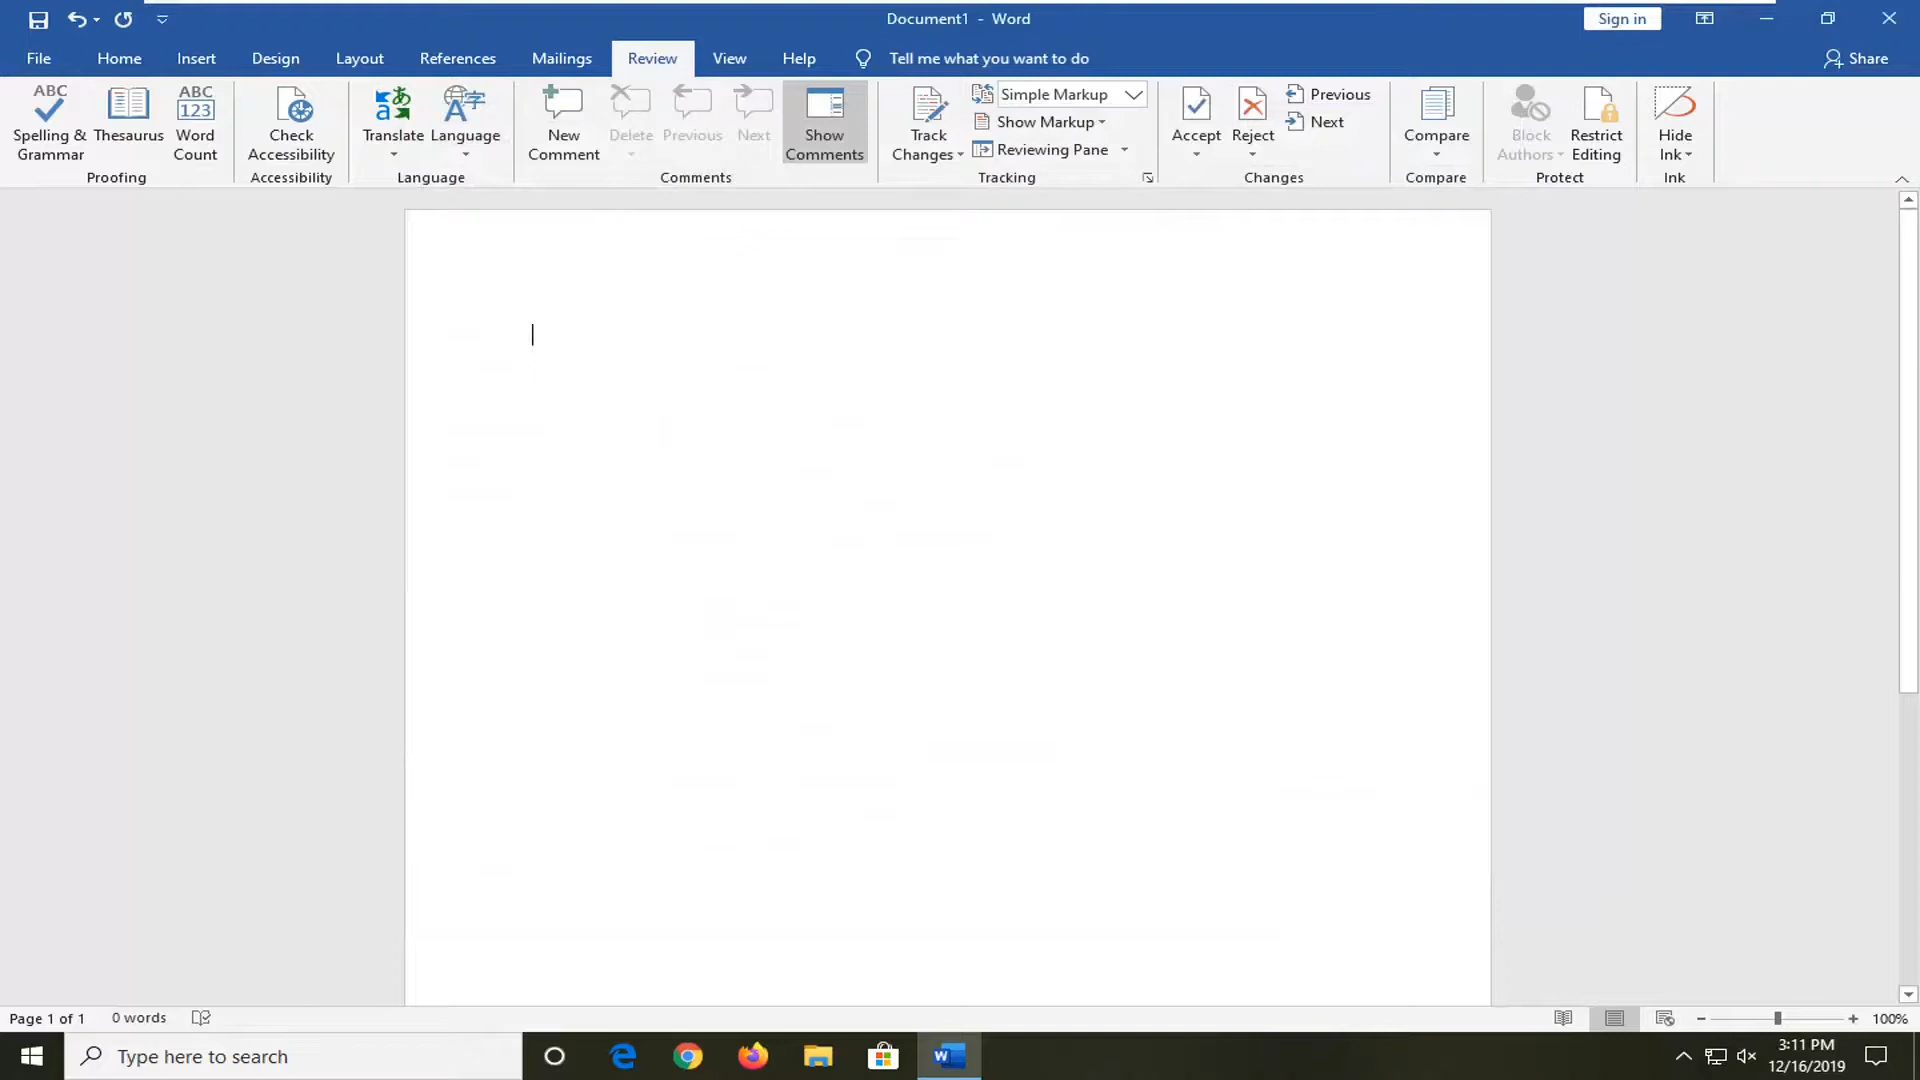 Document1 - Word
Sign in
File Home Insert Design Layout References Mailings Review View Help Tell me what you want to do Share
ABC Spelling & Grammar
Thesaurus
ABC 123 Word Count
Proofing
Check Accessibility
Accessibility
Translate
Language
Language
New Comment
Delete
Previous
Next
Show Comments
Comments
Track Changes
Simple Markup
Show Markup
Reviewing Pane
Tracking
Accept
Reject
Previous
Next
Changes
Compare
Compare
Block Authors
Restrict Editing
Protect
Hide Ink
Ink
Page 1 of 1 0 words 100%
Type here to search
3:11 PM
12/16/2019